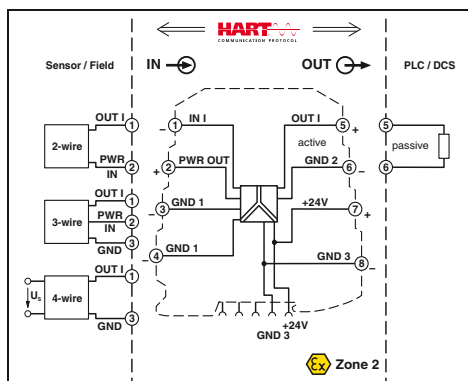 HART
COMMUNICATION PROTOCOL
Sensor / Field
IN
OUT
PLC / DCS
OUT I
1
2-wire
PWR
IN
2
OUT I
1
3-wire
PWR
IN
2
GND
3
OUT I
1
4-wire
Us
GND
3
1
IN I
−
2
PWR OUT
+
3
GND 1
−
4
GND 1
−
OUT I
5
+
active
GND 2
6
−
+24V
7
+
GND 3
8
−
+24V
GND 3
5
passive
6
Ex
Zone 2